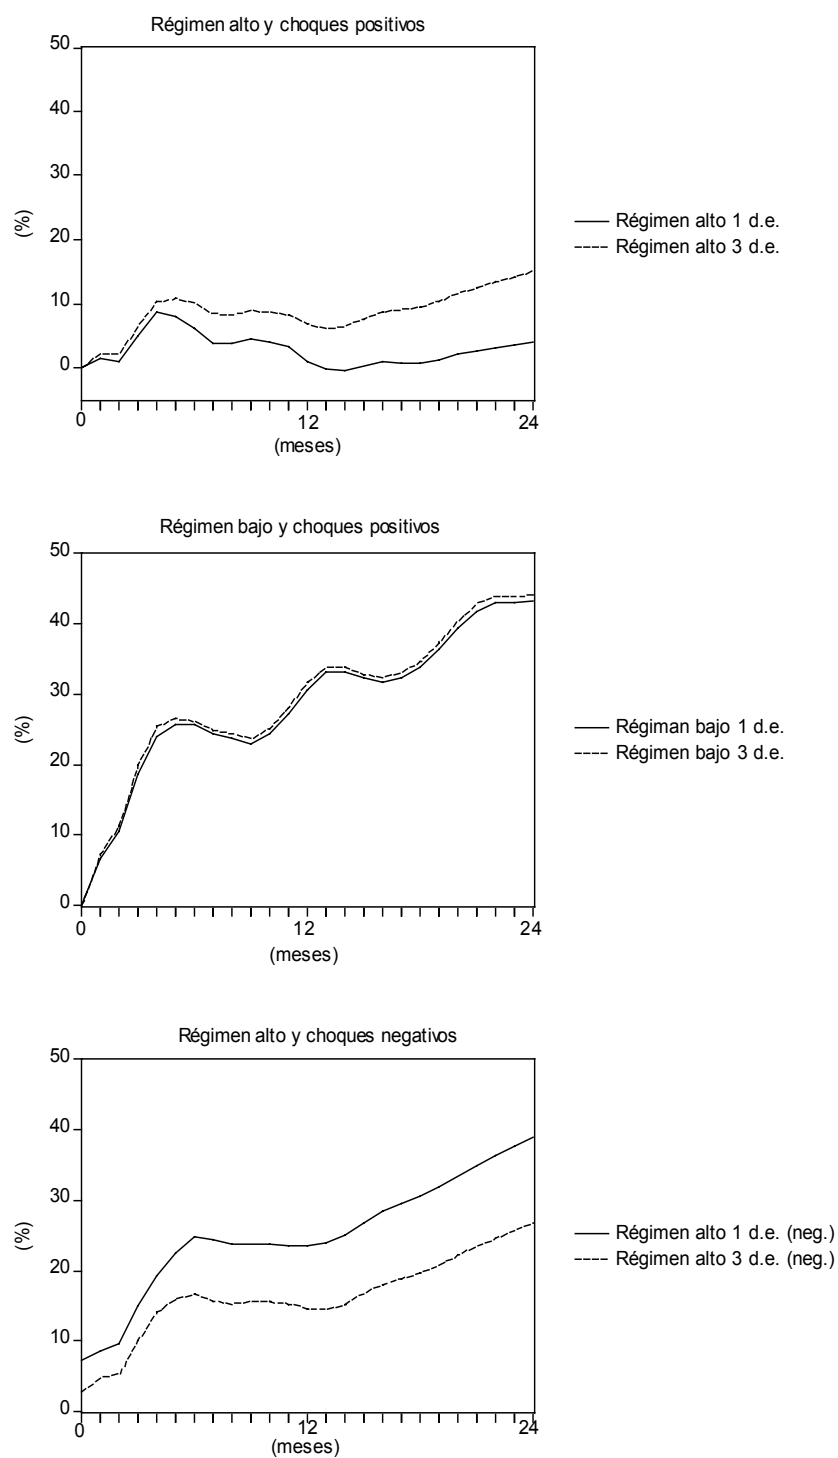 Régimen alto y choques positivos
50
40
30
20
10
0
(%)
0
12
24
(meses)
Régimen alto 1 d.e.
Régimen alto 3 d.e.
Régimen bajo y choques positivos
50
40
30
20
10
0
(%)
0
12
24
(meses)
Régiman bajo 1 d.e.
Régimen bajo 3 d.e.
Régimen alto y choques negativos
50
40
30
20
10
0
(%)
0
12
24
(meses)
Régimen alto 1 d.e. (neg.)
Régimen alto 3 d.e. (neg.)